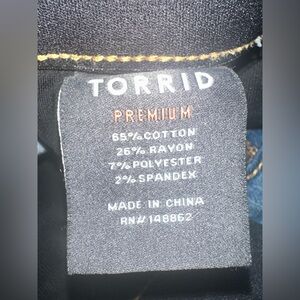 TORRID
PREMIUM
65% COTTON
26% RAYON
7% POLYESTER
2% SPANDEX
MADE IN CHINA
RN# 148862